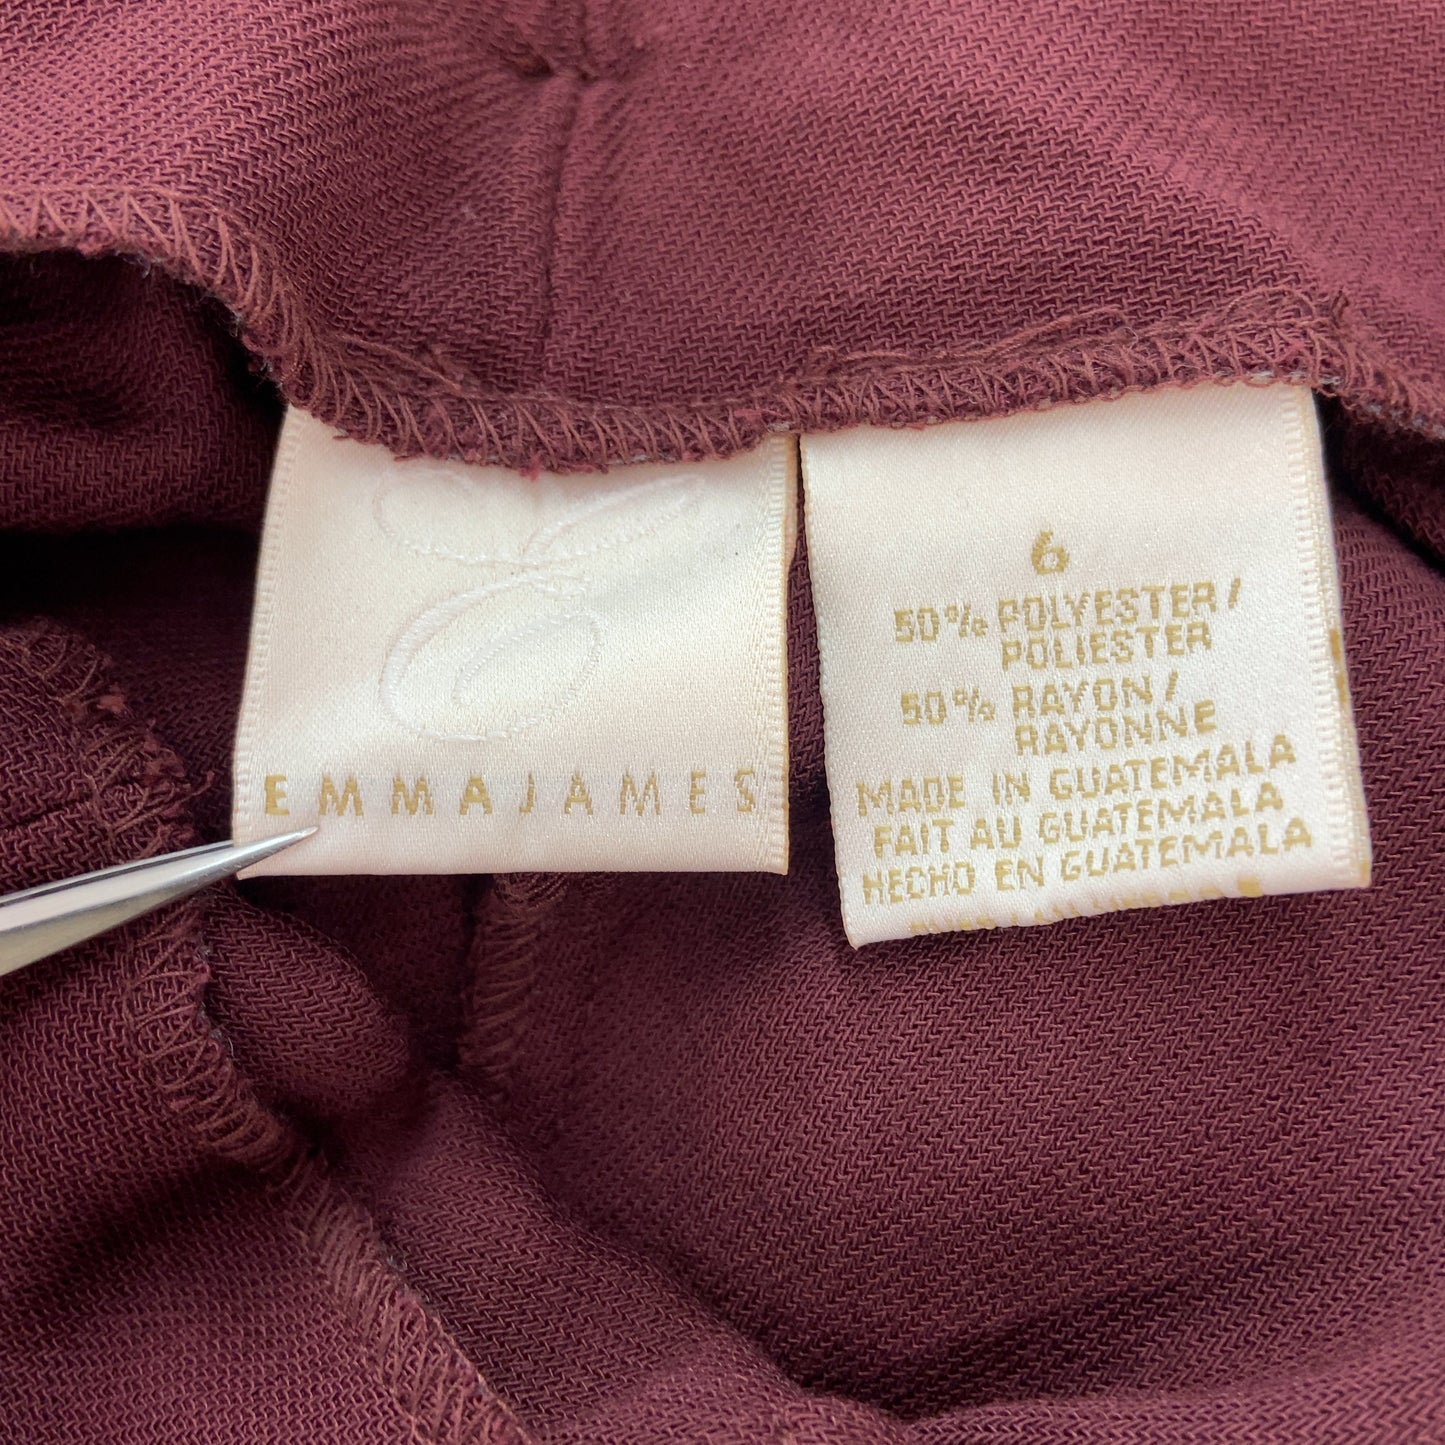 EMMAJAMES
6
50% POLYESTER/
POLIESTER
50% RAYON/
RAYONNE
MADE IN GUATEMALA
FAIT AU GUATEMALA
HECHO EN GUATEMALA